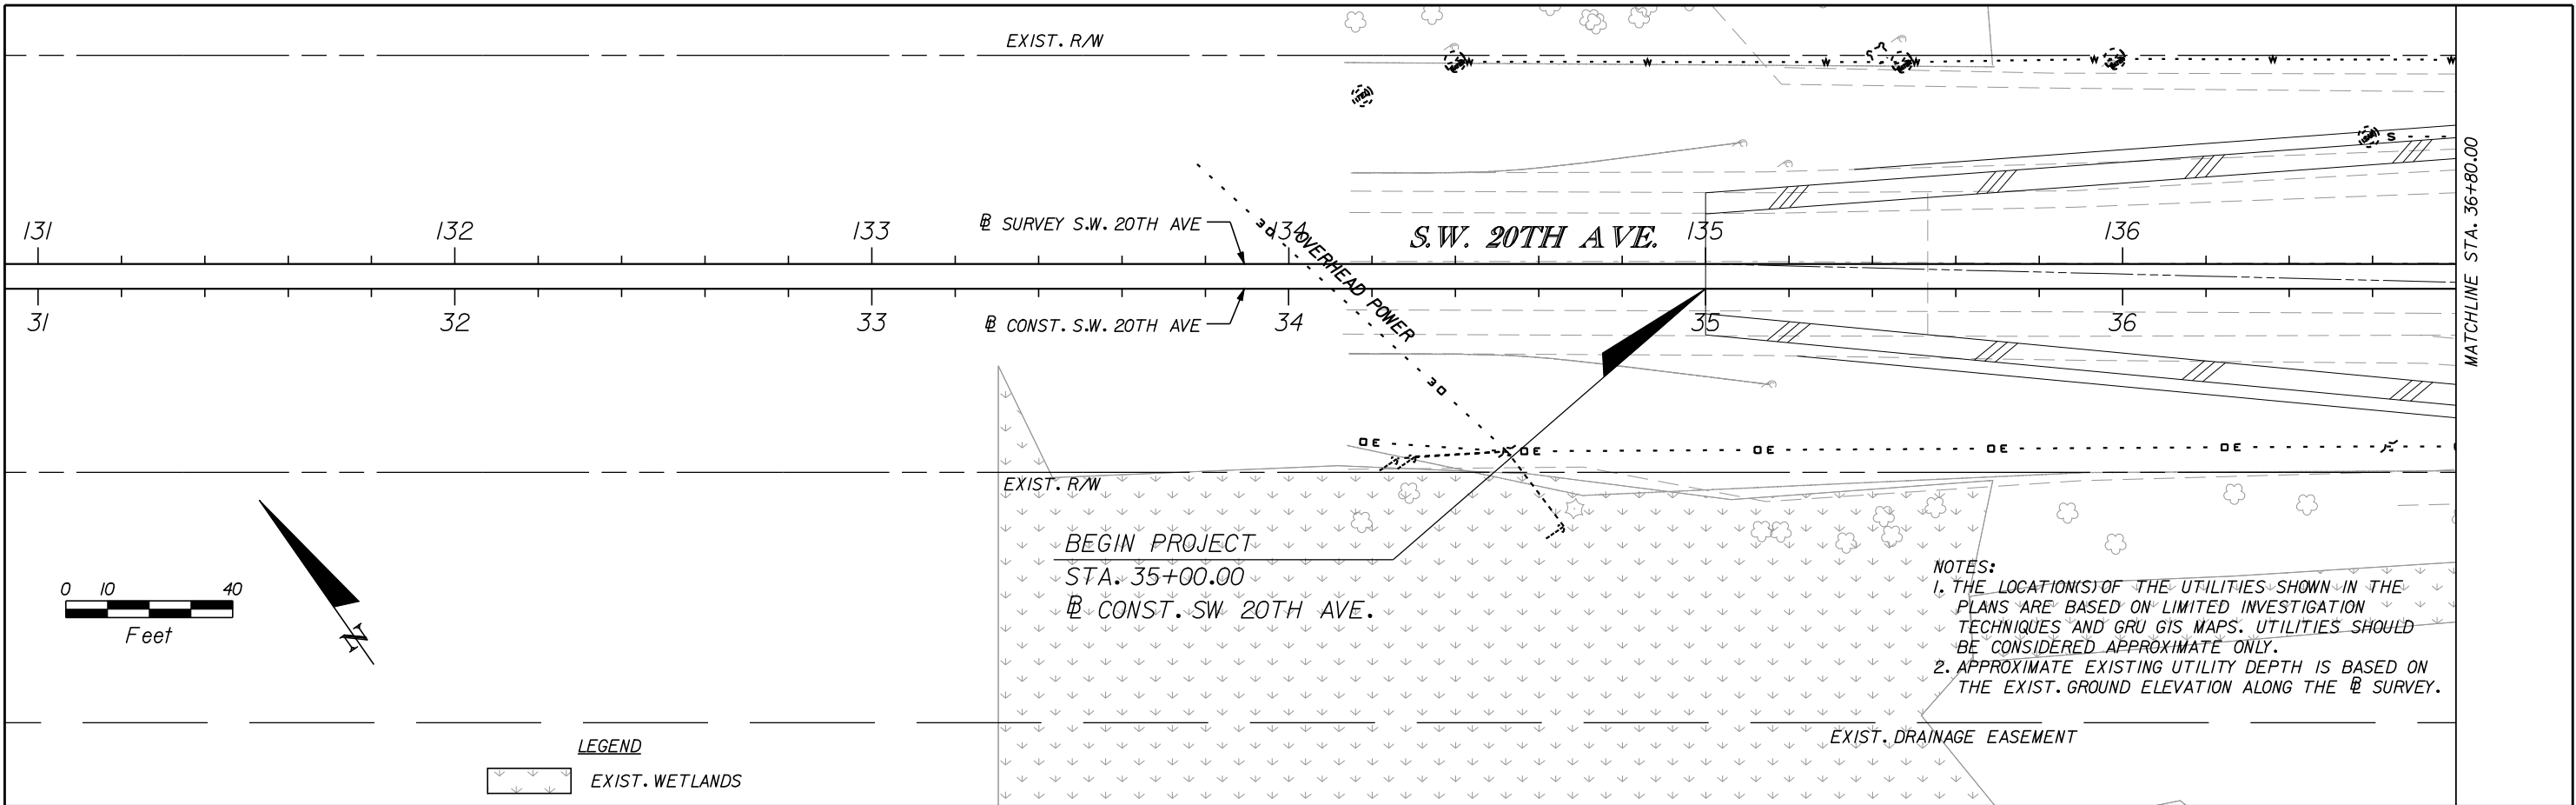 EXIST. R/W
131
132
133
134
135
136
℄ SURVEY S.W. 20TH AVE
S.W. 20TH AVE.
OVERHEAD POWER
31
32
33
34
35
36
℄ CONST. S.W. 20TH AVE
MATCHLINE STA. 36+80.00
W
W
W
W
W
W
W
S
OE
OE
OE
OE
OE
OE
OE
EXIST. R/W
BEGIN PROJECT
STA. 35+00.00
℄ CONST. SW 20TH AVE.
0 10 40
Feet
N
NOTES:
1. THE LOCATION(S) OF THE UTILITIES SHOWN IN THE
PLANS ARE BASED ON LIMITED INVESTIGATION
TECHNIQUES AND GRU GIS MAPS. UTILITIES SHOULD
BE CONSIDERED APPROXIMATE ONLY.
2. APPROXIMATE EXISTING UTILITY DEPTH IS BASED ON
THE EXIST. GROUND ELEVATION ALONG THE ℄ SURVEY.
EXIST. DRAINAGE EASEMENT
LEGEND
EXIST. WETLANDS